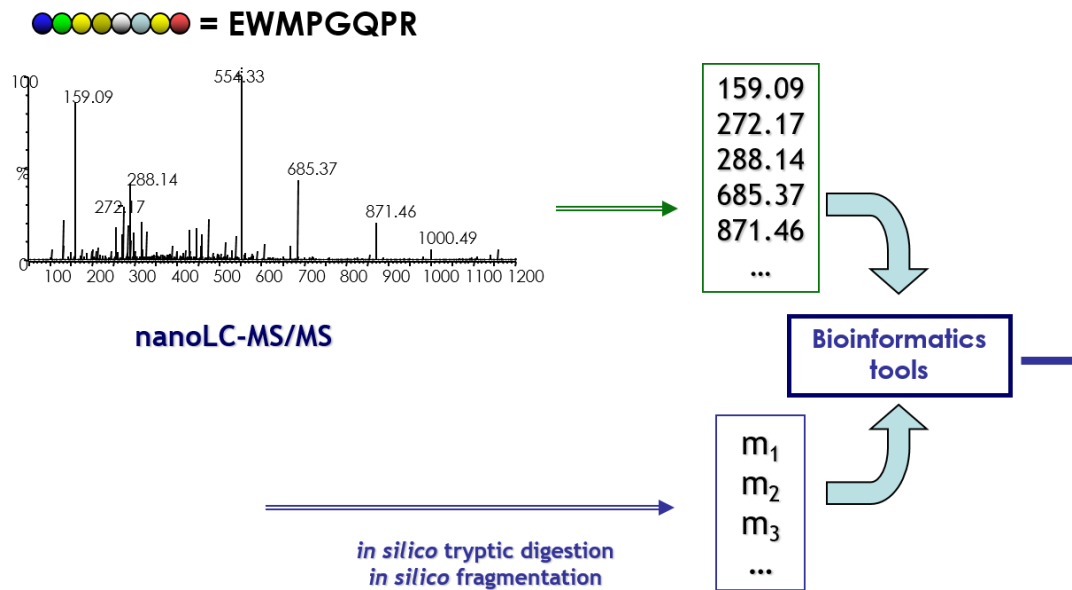 = EWMPGQPR
100
%
0
554.33
159.09
685.37
288.14
272.17
871.46
1000.49
100 200 300 400 500 600 700 800 900 1000 1100 1200
nanoLC-MS/MS
159.09
272.17
288.14
685.37
871.46
...
Bioinformatics
tools
m₁
m₂
m₃
...
in silico tryptic digestion
in silico fragmentation